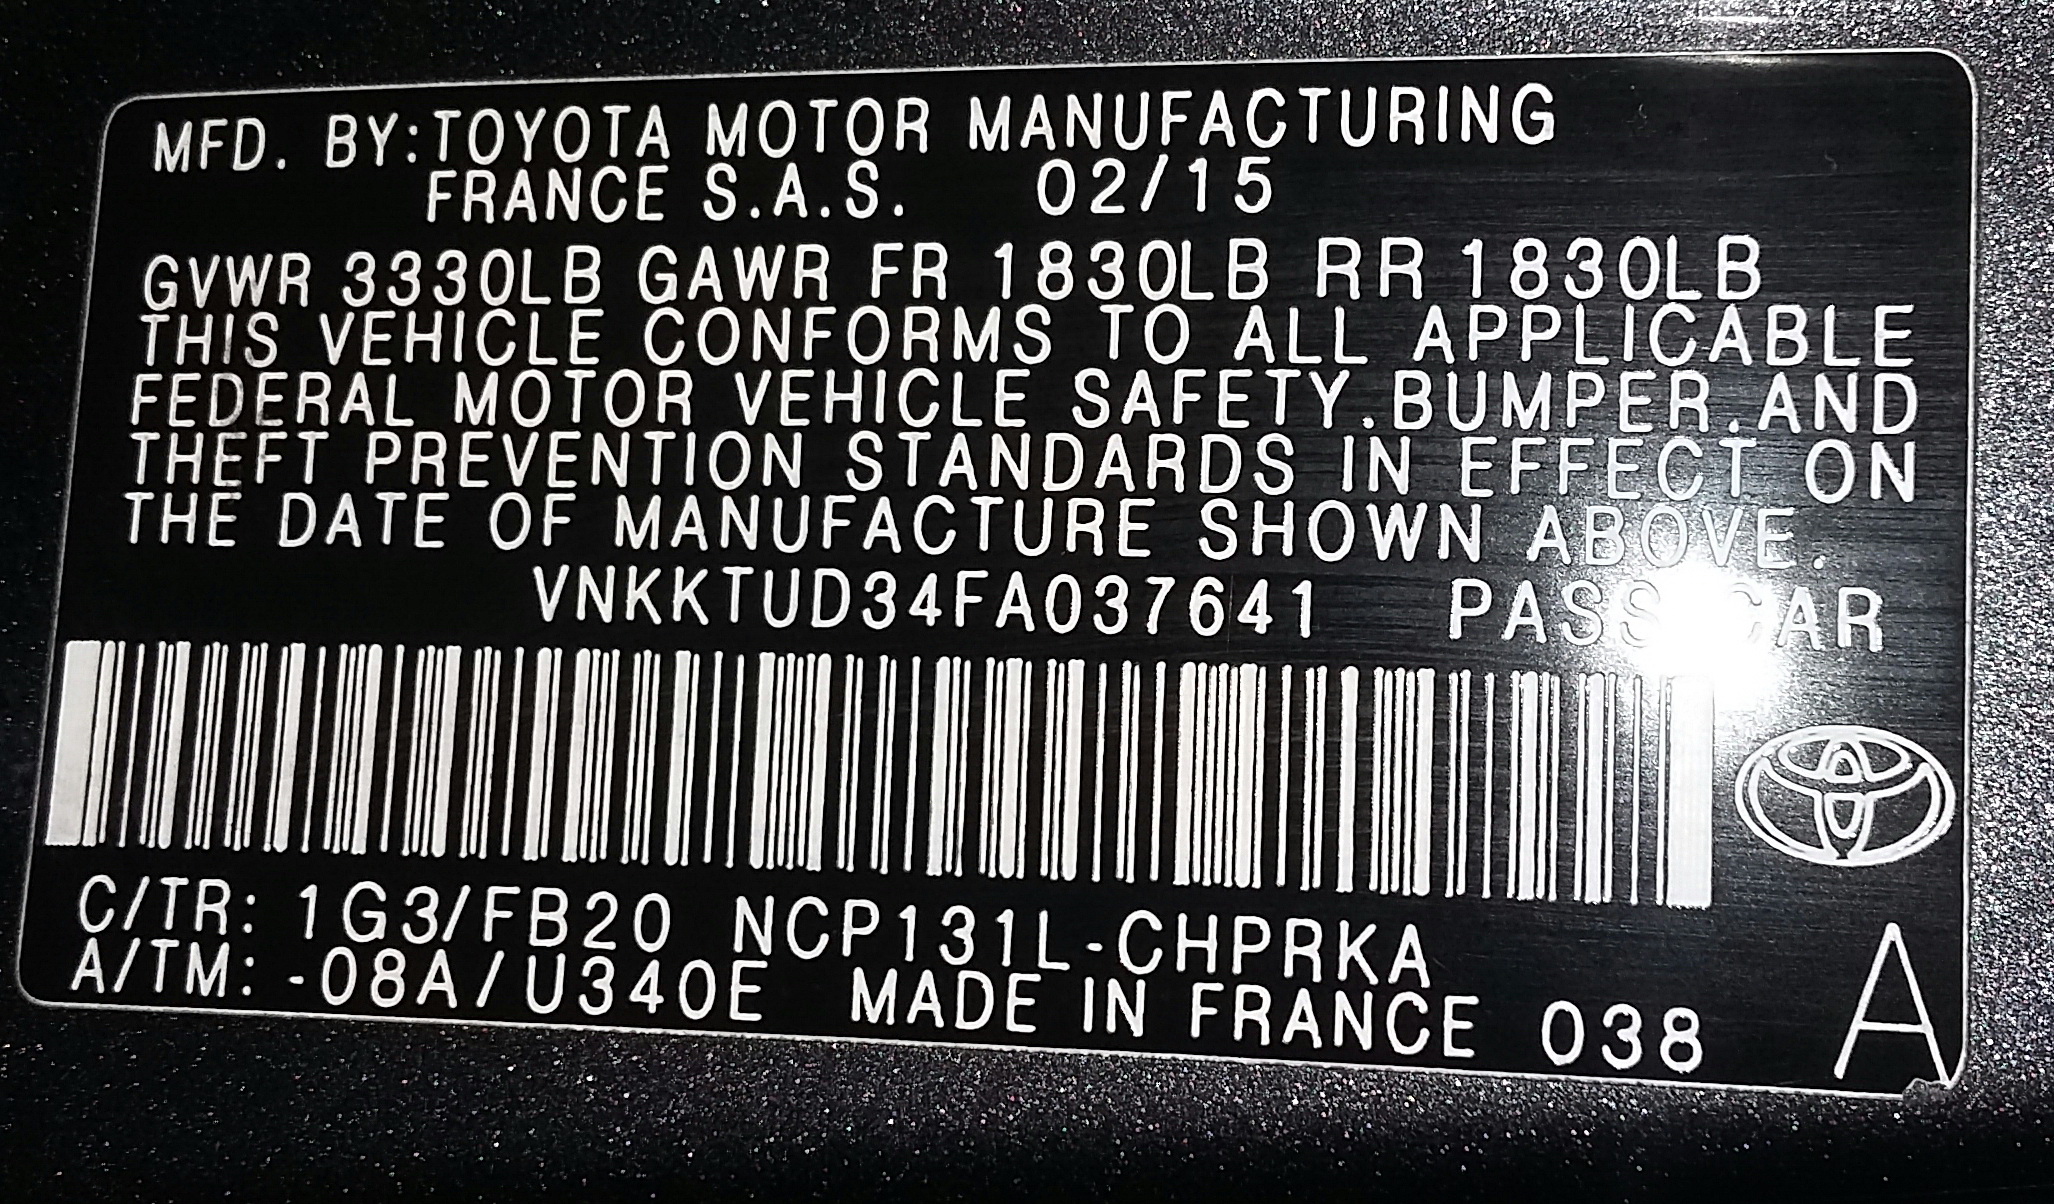 MFD. BY:TOYOTA MOTOR MANUFACTURING
FRANCE S.A.S. 02/15
GVWR 3330LB GAWR FR 1830LB RR 1830LB
THIS VEHICLE CONFORMS TO ALL APPLICABLE
FEDERAL MOTOR VEHICLE SAFETY.BUMPER.AND
THEFT PREVENTION STANDARDS IN EFFECT ON
THE DATE OF MANUFACTURE SHOWN ABOVE.
VNKKTUD34FA037641 PASS CAR
C/TR: 1G3/FB20 NCP131L-CHPRKA
A/TM: -08A/U340E MADE IN FRANCE 038
A